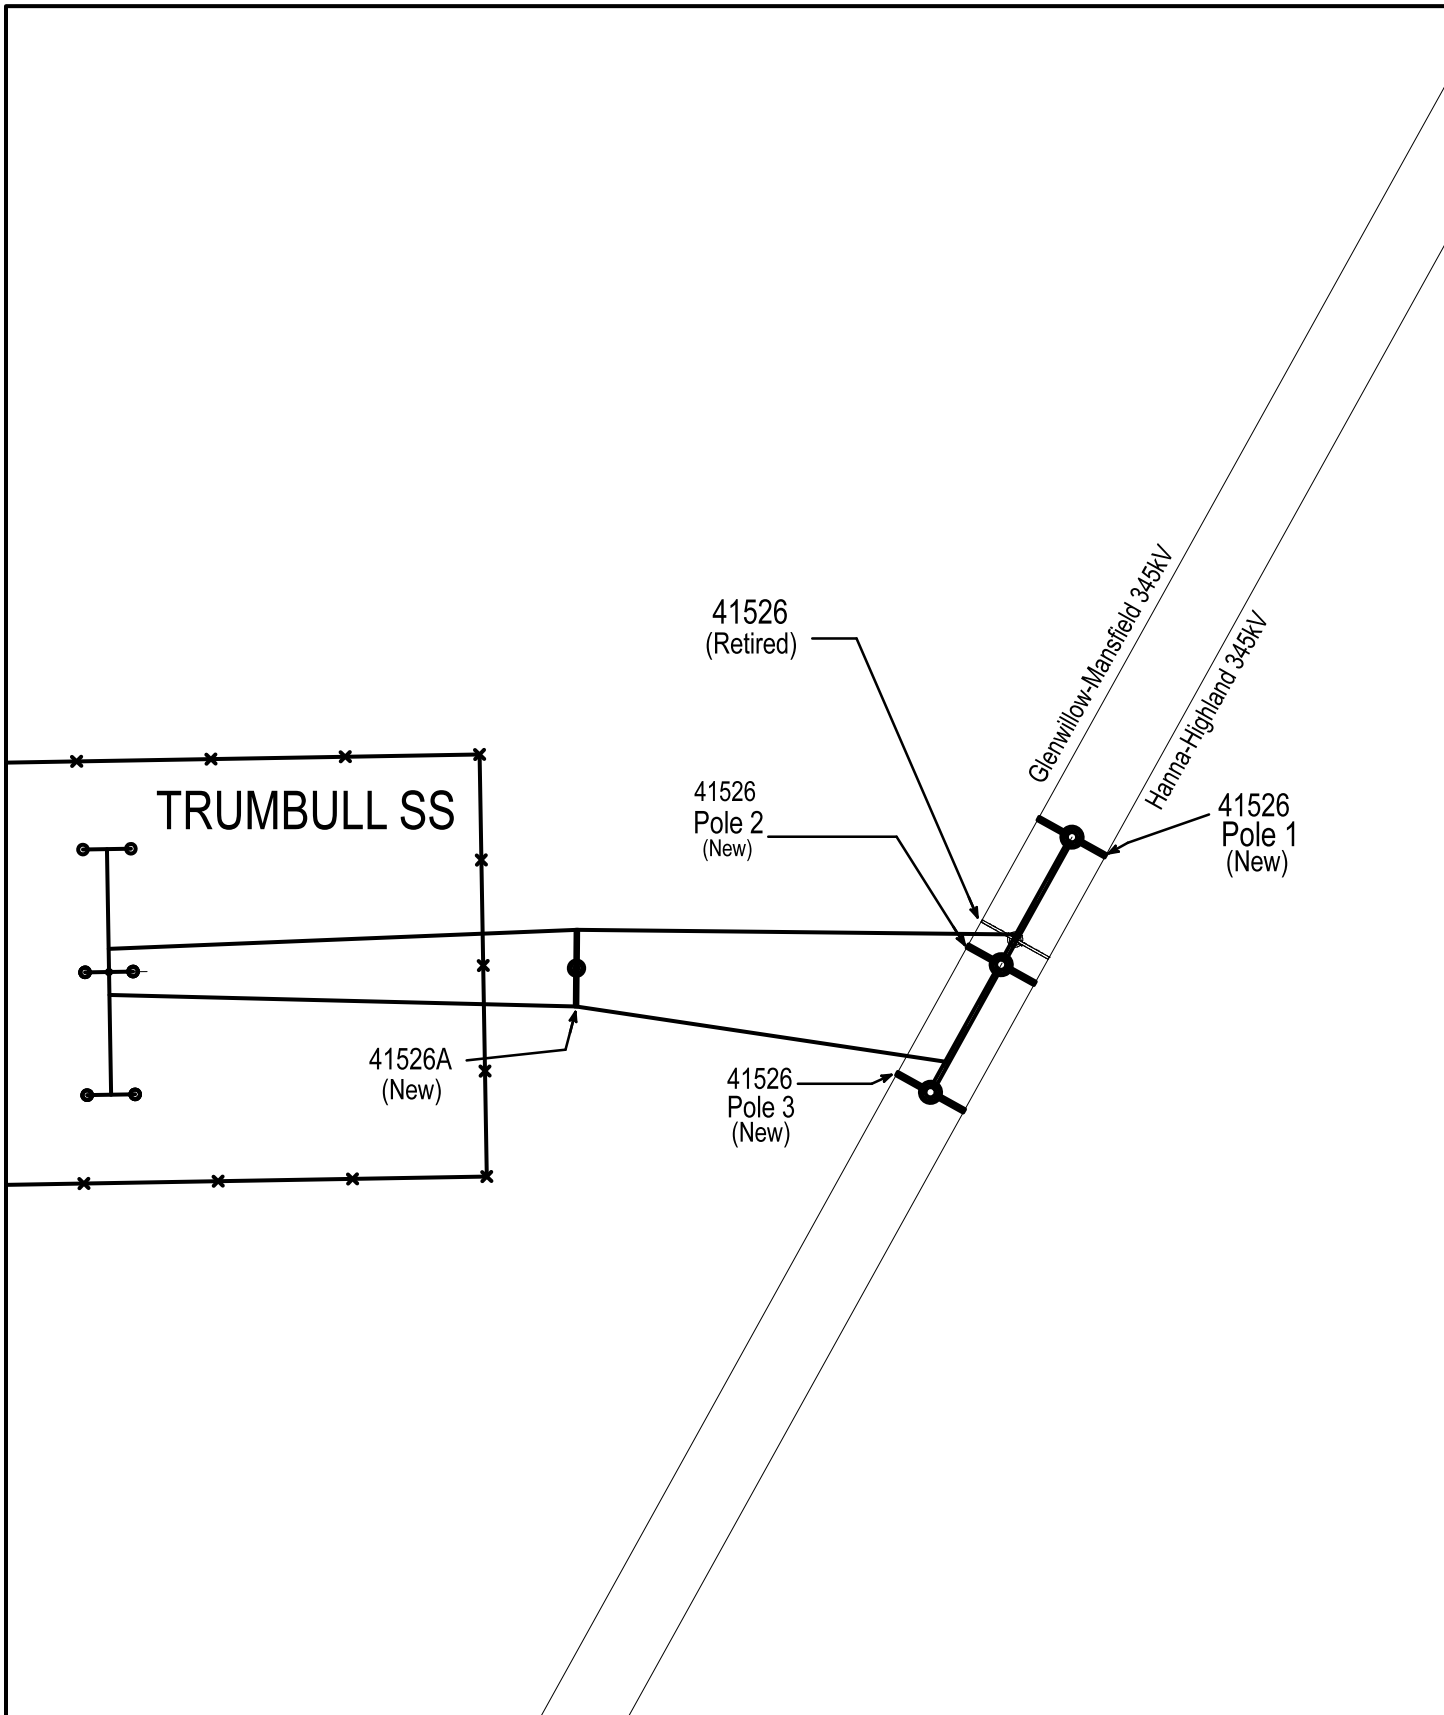 Glenwillow-Mansfield 345kV
Hanna-Highland 345kV
41526
(Retired)
41526
Pole 2
(New)
41526
Pole 1
(New)
TRUMBULL SS
41526A
(New)
41526
Pole 3
(New)